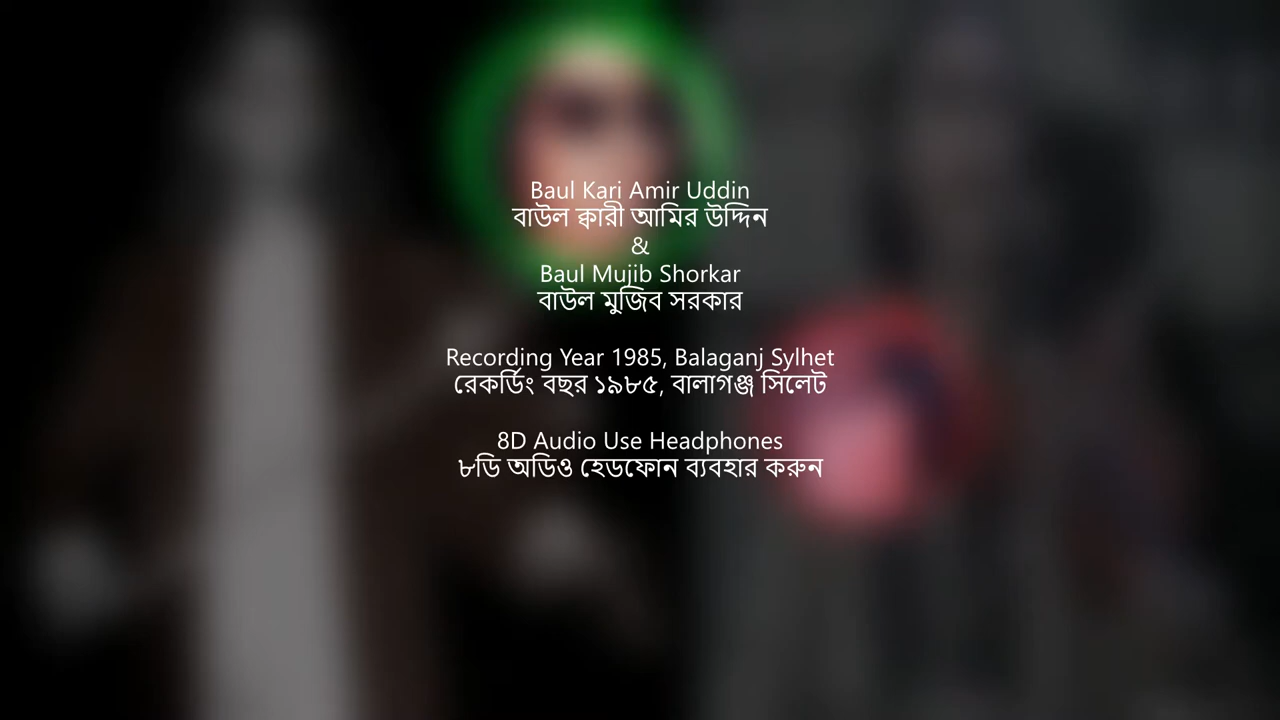 Baul Kari Amir Uddin
বাউল ক্বারী আমির উদ্দিন
&
Baul Mujib Shorkar
বাউল মুজিব সরকার
Recording Year 1985, Balaganj Sylhet
রেকর্ডিং বছর ১৯৮৫, বালাগঞ্জ সিলেট
8D Audio Use Headphones
৮ডি অডিও হেডফোন ব্যবহার করুন